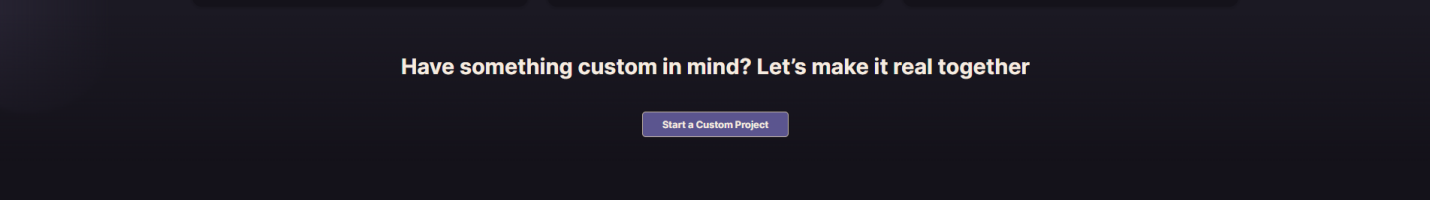 Have something custom in mind? Let’s make it real together
Start a Custom Project